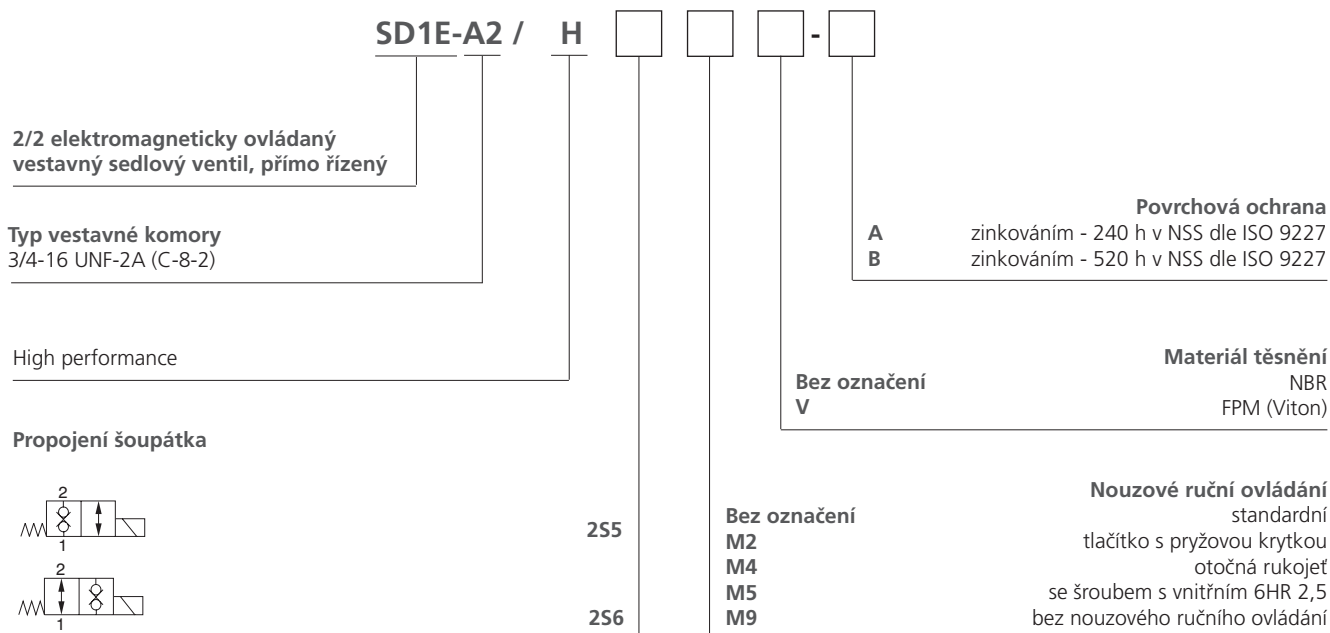 SD1E-A2 / H -
2/2 elektromagneticky ovládaný
vestavný sedlový ventil, přímo řízený
Typ vestavné komory
3/4-16 UNF-2A (C-8-2)
High performance
Propojení šoupátka
2
1
2S5
2
1
2S6
Povrchová ochrana
A zinkováním - 240 h v NSS dle ISO 9227
B zinkováním - 520 h v NSS dle ISO 9227
Materiál těsnění
Bez označení NBR
V FPM (Viton)
Nouzové ruční ovládání
Bez označení standardní
M2 tlačítko s pryžovou krytkou
M4 otočná rukojeť
M5 se šroubem s vnitřním 6HR 2,5
M9 bez nouzového ručního ovládání